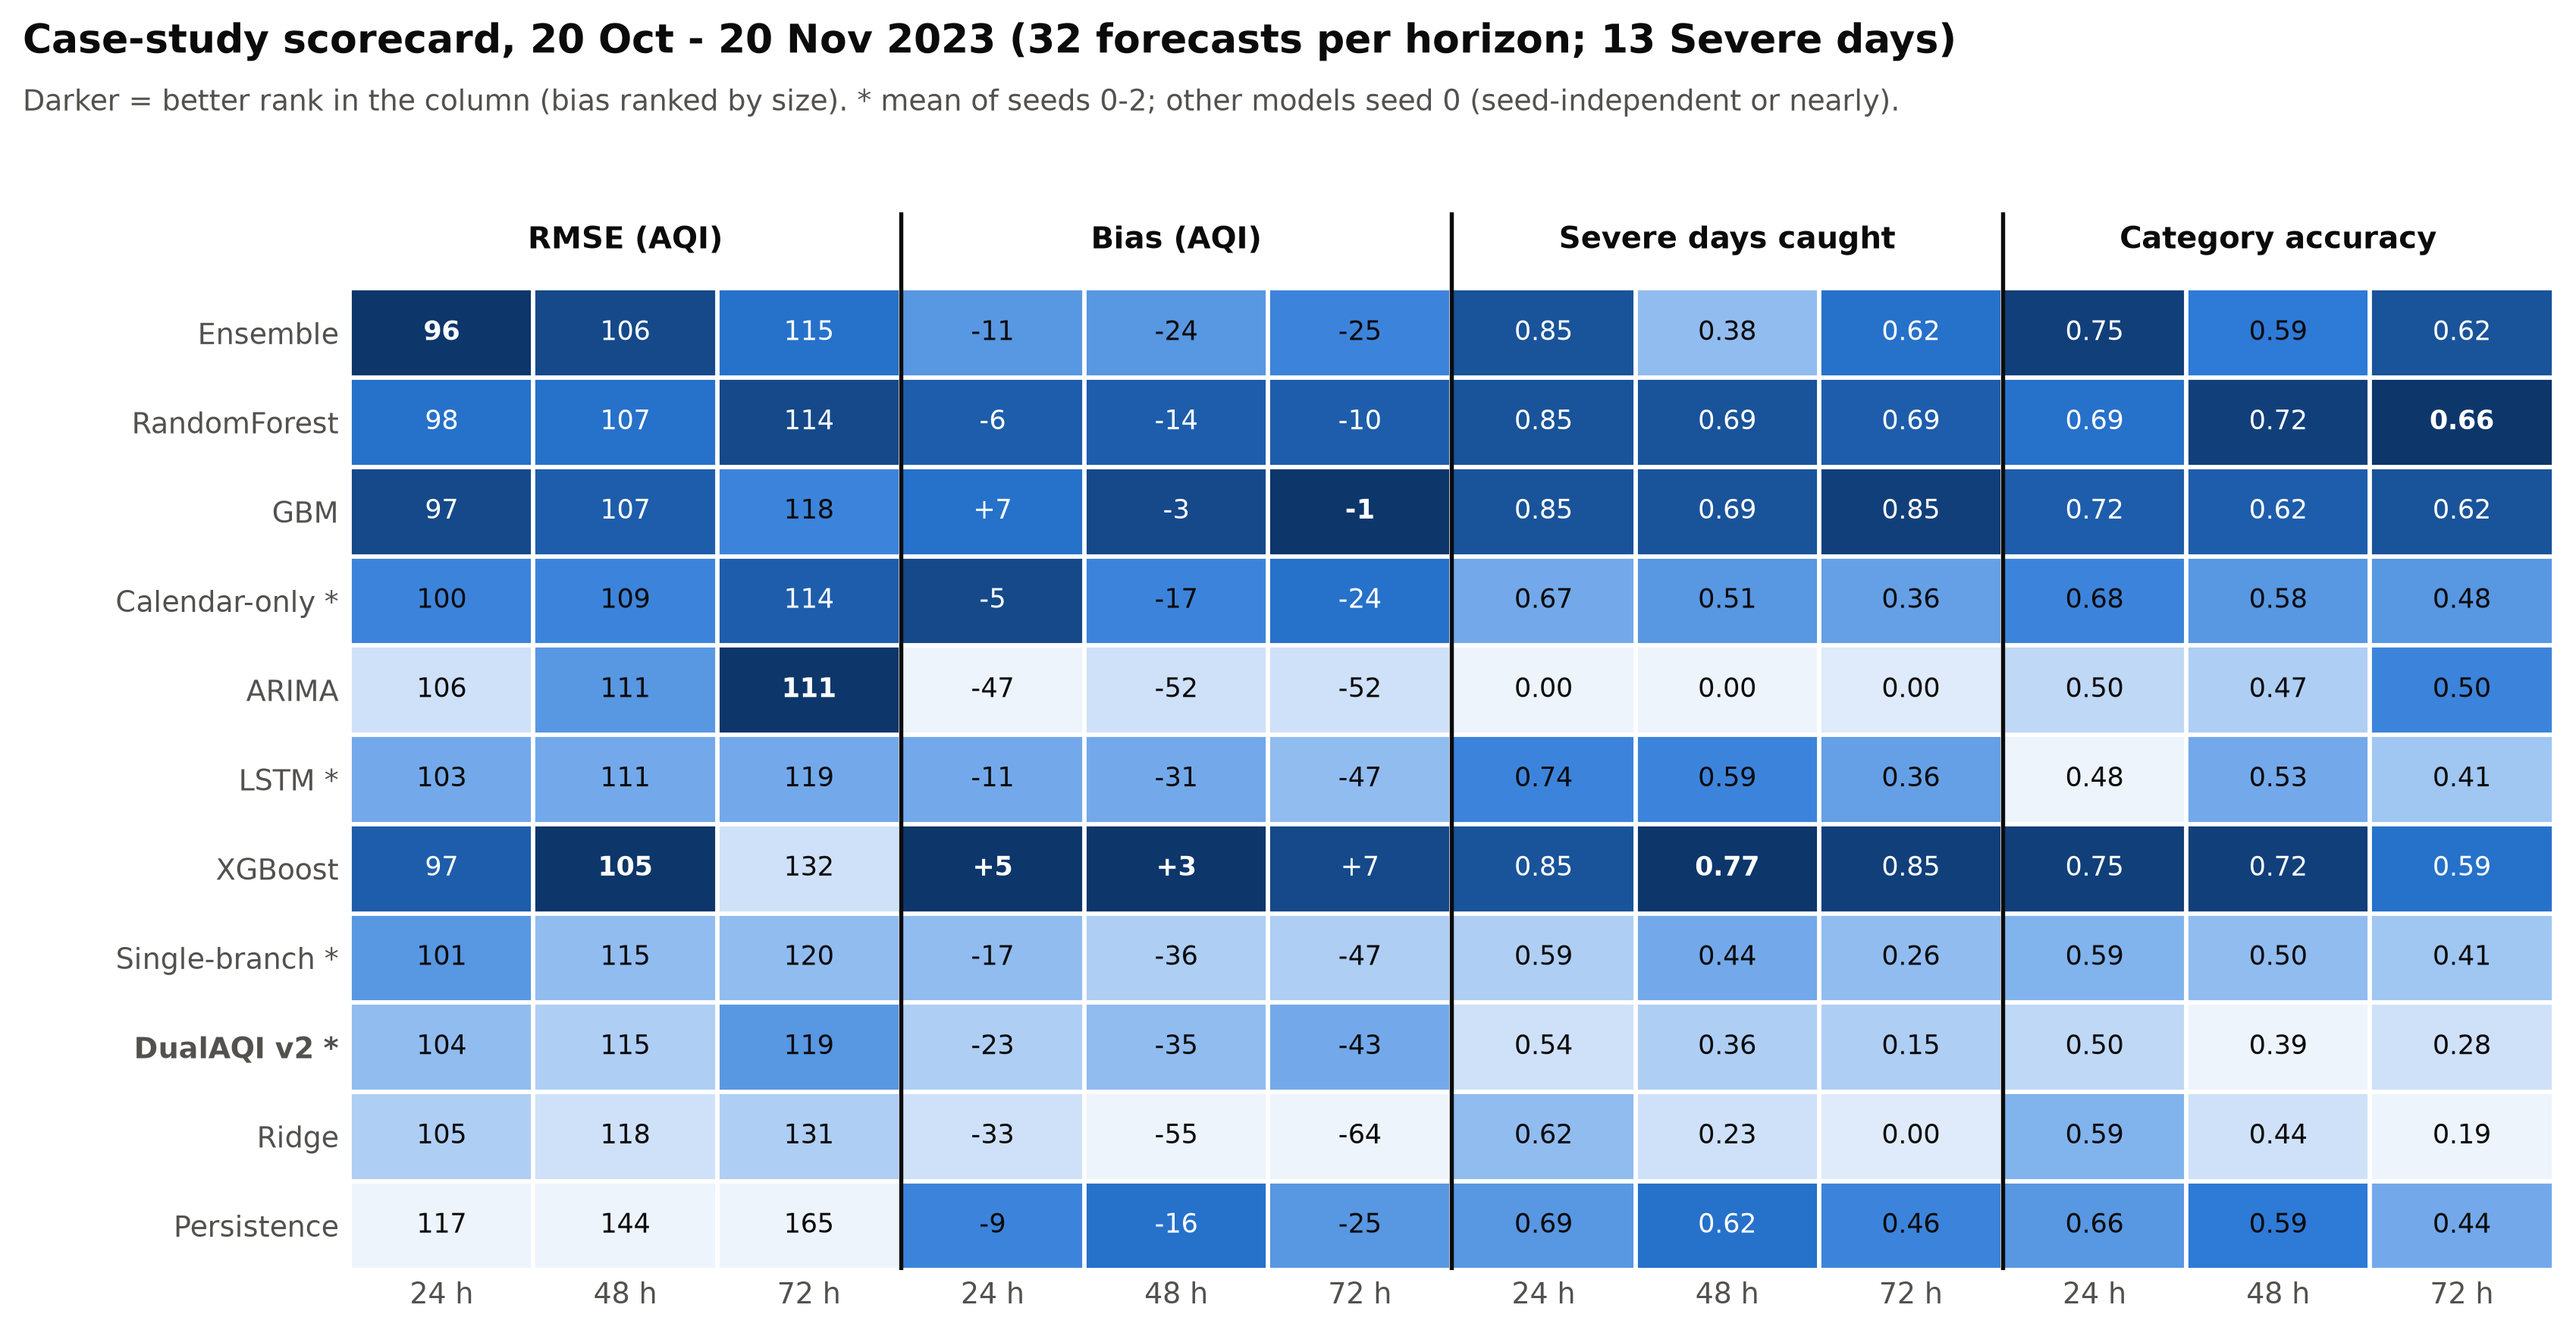 Case-study scorecard, 20 Oct - 20 Nov 2023 (32 forecasts per horizon; 13 Severe days)
Darker = better rank in the column (bias ranked by size). * mean of seeds 0-2; other models seed 0 (seed-independent or nearly).
RMSE (AQI) Bias (AQI) Severe days caught Category accuracy
Ensemble 96 106 115 -11 -24 -25 0.85 0.38 0.62 0.75 0.59 0.62
RandomForest 98 107 114 -6 -14 -10 0.85 0.69 0.69 0.69 0.72 0.66
GBM 97 107 118 +7 -3 -1 0.85 0.69 0.85 0.72 0.62 0.62
Calendar-only * 100 109 114 -5 -17 -24 0.67 0.51 0.36 0.68 0.58 0.48
ARIMA 106 111 111 -47 -52 -52 0.00 0.00 0.00 0.50 0.47 0.50
LSTM * 103 111 119 -11 -31 -47 0.74 0.59 0.36 0.48 0.53 0.41
XGBoost 97 105 132 +5 +3 +7 0.85 0.77 0.85 0.75 0.72 0.59
Single-branch * 101 115 120 -17 -36 -47 0.59 0.44 0.26 0.59 0.50 0.41
DualAQI v2 * 104 115 119 -23 -35 -43 0.54 0.36 0.15 0.50 0.39 0.28
Ridge 105 118 131 -33 -55 -64 0.62 0.23 0.00 0.59 0.44 0.19
Persistence 117 144 165 -9 -16 -25 0.69 0.62 0.46 0.66 0.59 0.44
24 h 48 h 72 h 24 h 48 h 72 h 24 h 48 h 72 h 24 h 48 h 72 h